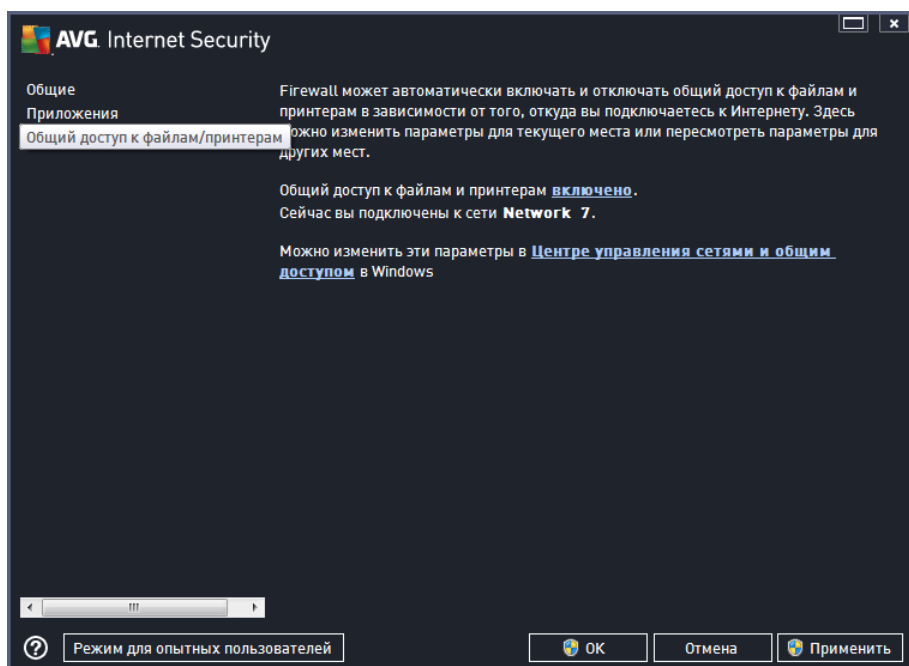 AVG. Internet Security
Общие
Приложения
Общий доступ к файлам/принтерам
Firewall может автоматически включать и отключать общий доступ к файлам и
принтерам в зависимости от того, откуда вы подключаетесь к Интернету. Здесь
можно изменить параметры для текущего места или пересмотреть параметры для
других мест.
Общий доступ к файлам и принтерам включено.
Сейчас вы подключены к сети Network 7.
Можно изменить эти параметры в Центре управления сетями и общим
доступом в Windows
Режим для опытных пользователей
ОК
Отмена
Применить